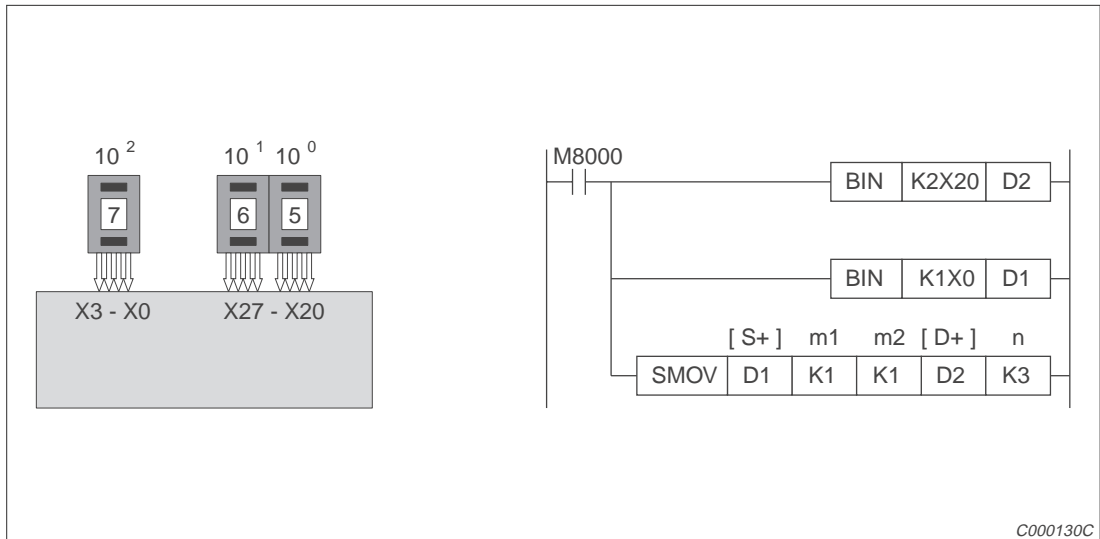 10 2
10 1 10 0
7
6 5
X3 - X0
X27 - X20
M8000
BIN K2X20 D2
BIN K1X0 D1
[ S+ ] m1 m2 [ D+ ] n
SMOV D1 K1 K1 D2 K3
C000130C